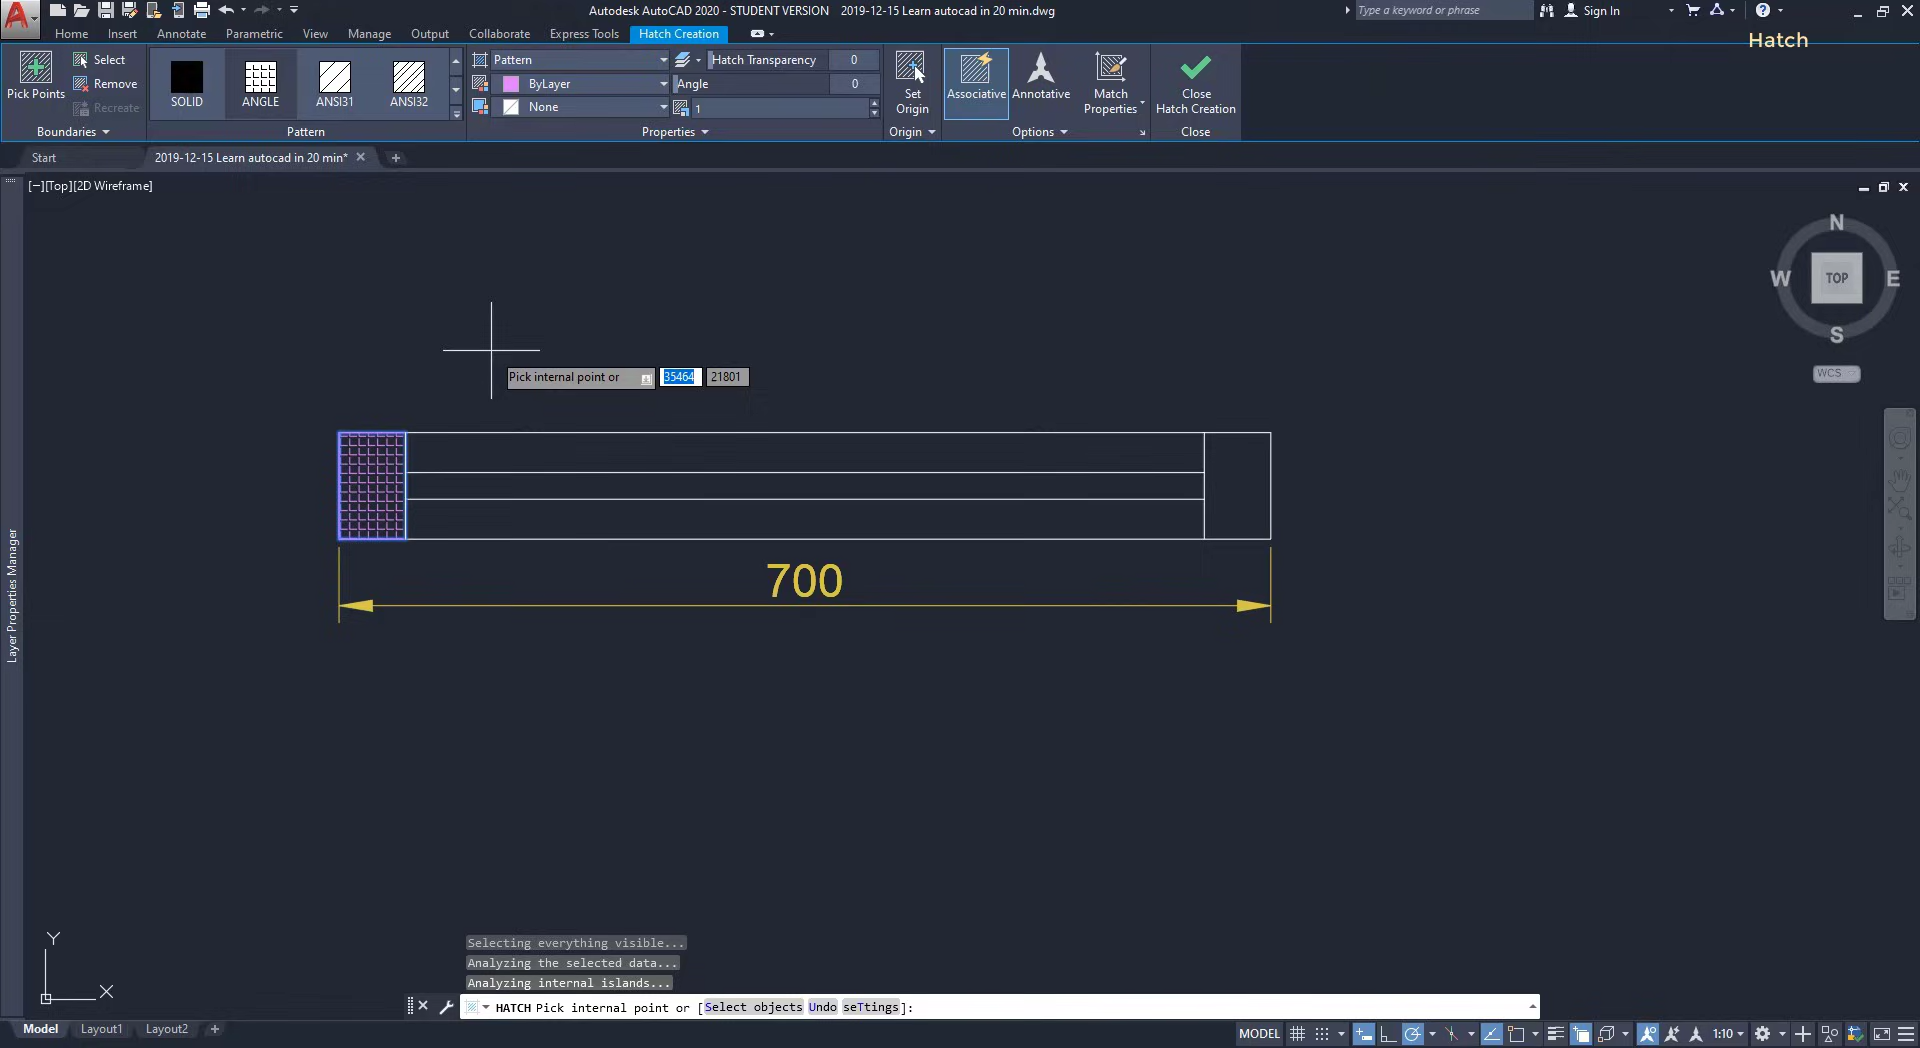 Autodesk AutoCAD 2020 - STUDENT VERSION 2019-12-15 Learn autocad in 20 min.dwg
Type a keyword or phrase
Sign In
Hatch
Home Insert Annotate Parametric View Manage Output Collaborate Express Tools Hatch Creation
Pick Points
Select
Remove
Recreate
Boundaries
SOLID
ANGLE
ANSI31
ANSI32
Pattern
Pattern
ByLayer
None
Hatch Transparency 0
Angle 0
1
Properties
Set
Origin
Origin
Associative
Annotative
Match
Properties
Options
Close
Hatch Creation
Close
Start
2019-12-15 Learn autocad in 20 min*
[−][Top][2D Wireframe]
N
W TOP E
S
WCS
Pick internal point or 35464 21801
700
Layer Properties Manager
Y
X
Selecting everything visible...
Analyzing the selected data...
Analyzing internal islands...
HATCH Pick internal point or [Select objects Undo seTtings]:
Model Layout1 Layout2
MODEL
1:10